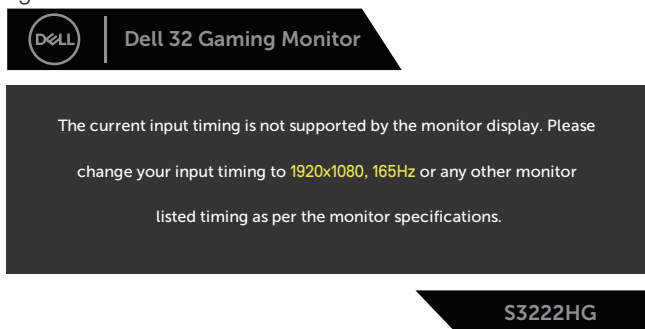 DELL
Dell 32 Gaming Monitor
The current input timing is not supported by the monitor display. Please
change your input timing to 1920x1080, 165Hz or any other monitor
listed timing as per the monitor specifications.
S3222HG